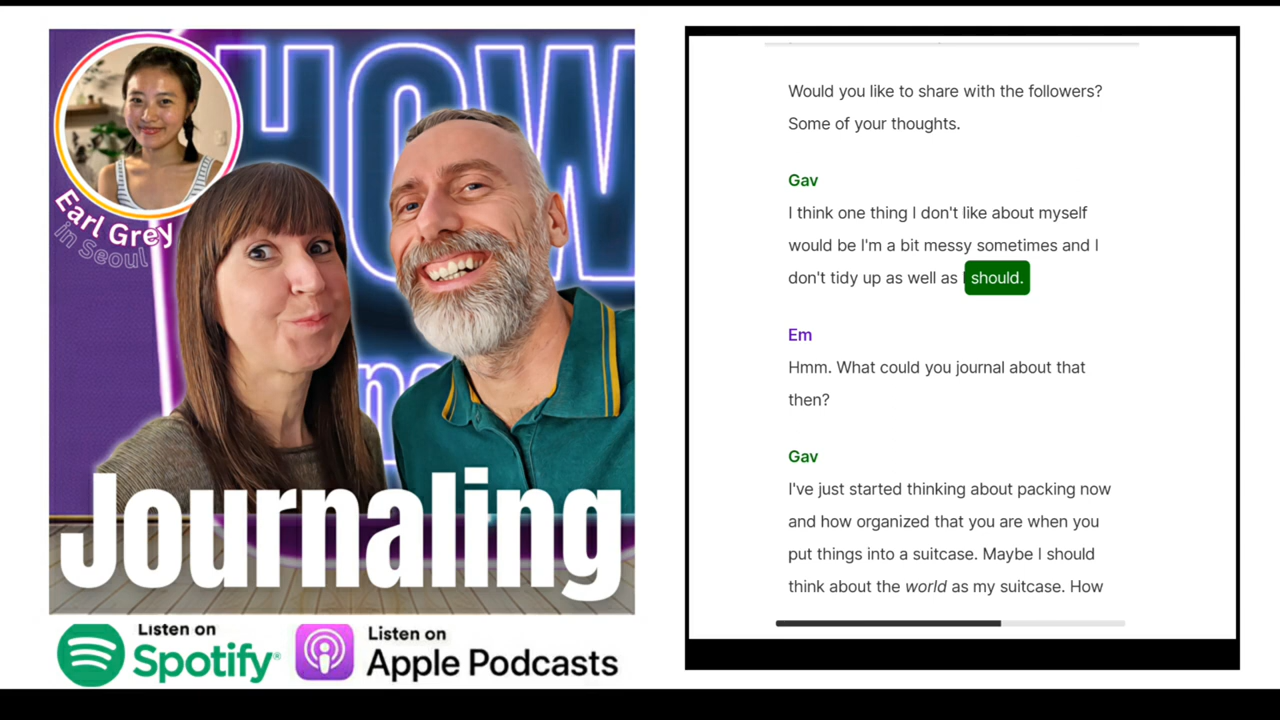 HOW
Earl Grey
in Seoul
Journaling
Listen on
Spotify®
Listen on
Apple Podcasts
Would you like to share with the followers?
Some of your thoughts.
Gav
I think one thing I don't like about myself
would be I'm a bit messy sometimes and I
don't tidy up as well as I should.
Em
Hmm. What could you journal about that
then?
Gav
I've just started thinking about packing now
and how organized that you are when you
put things into a suitcase. Maybe I should
think about the world as my suitcase. How